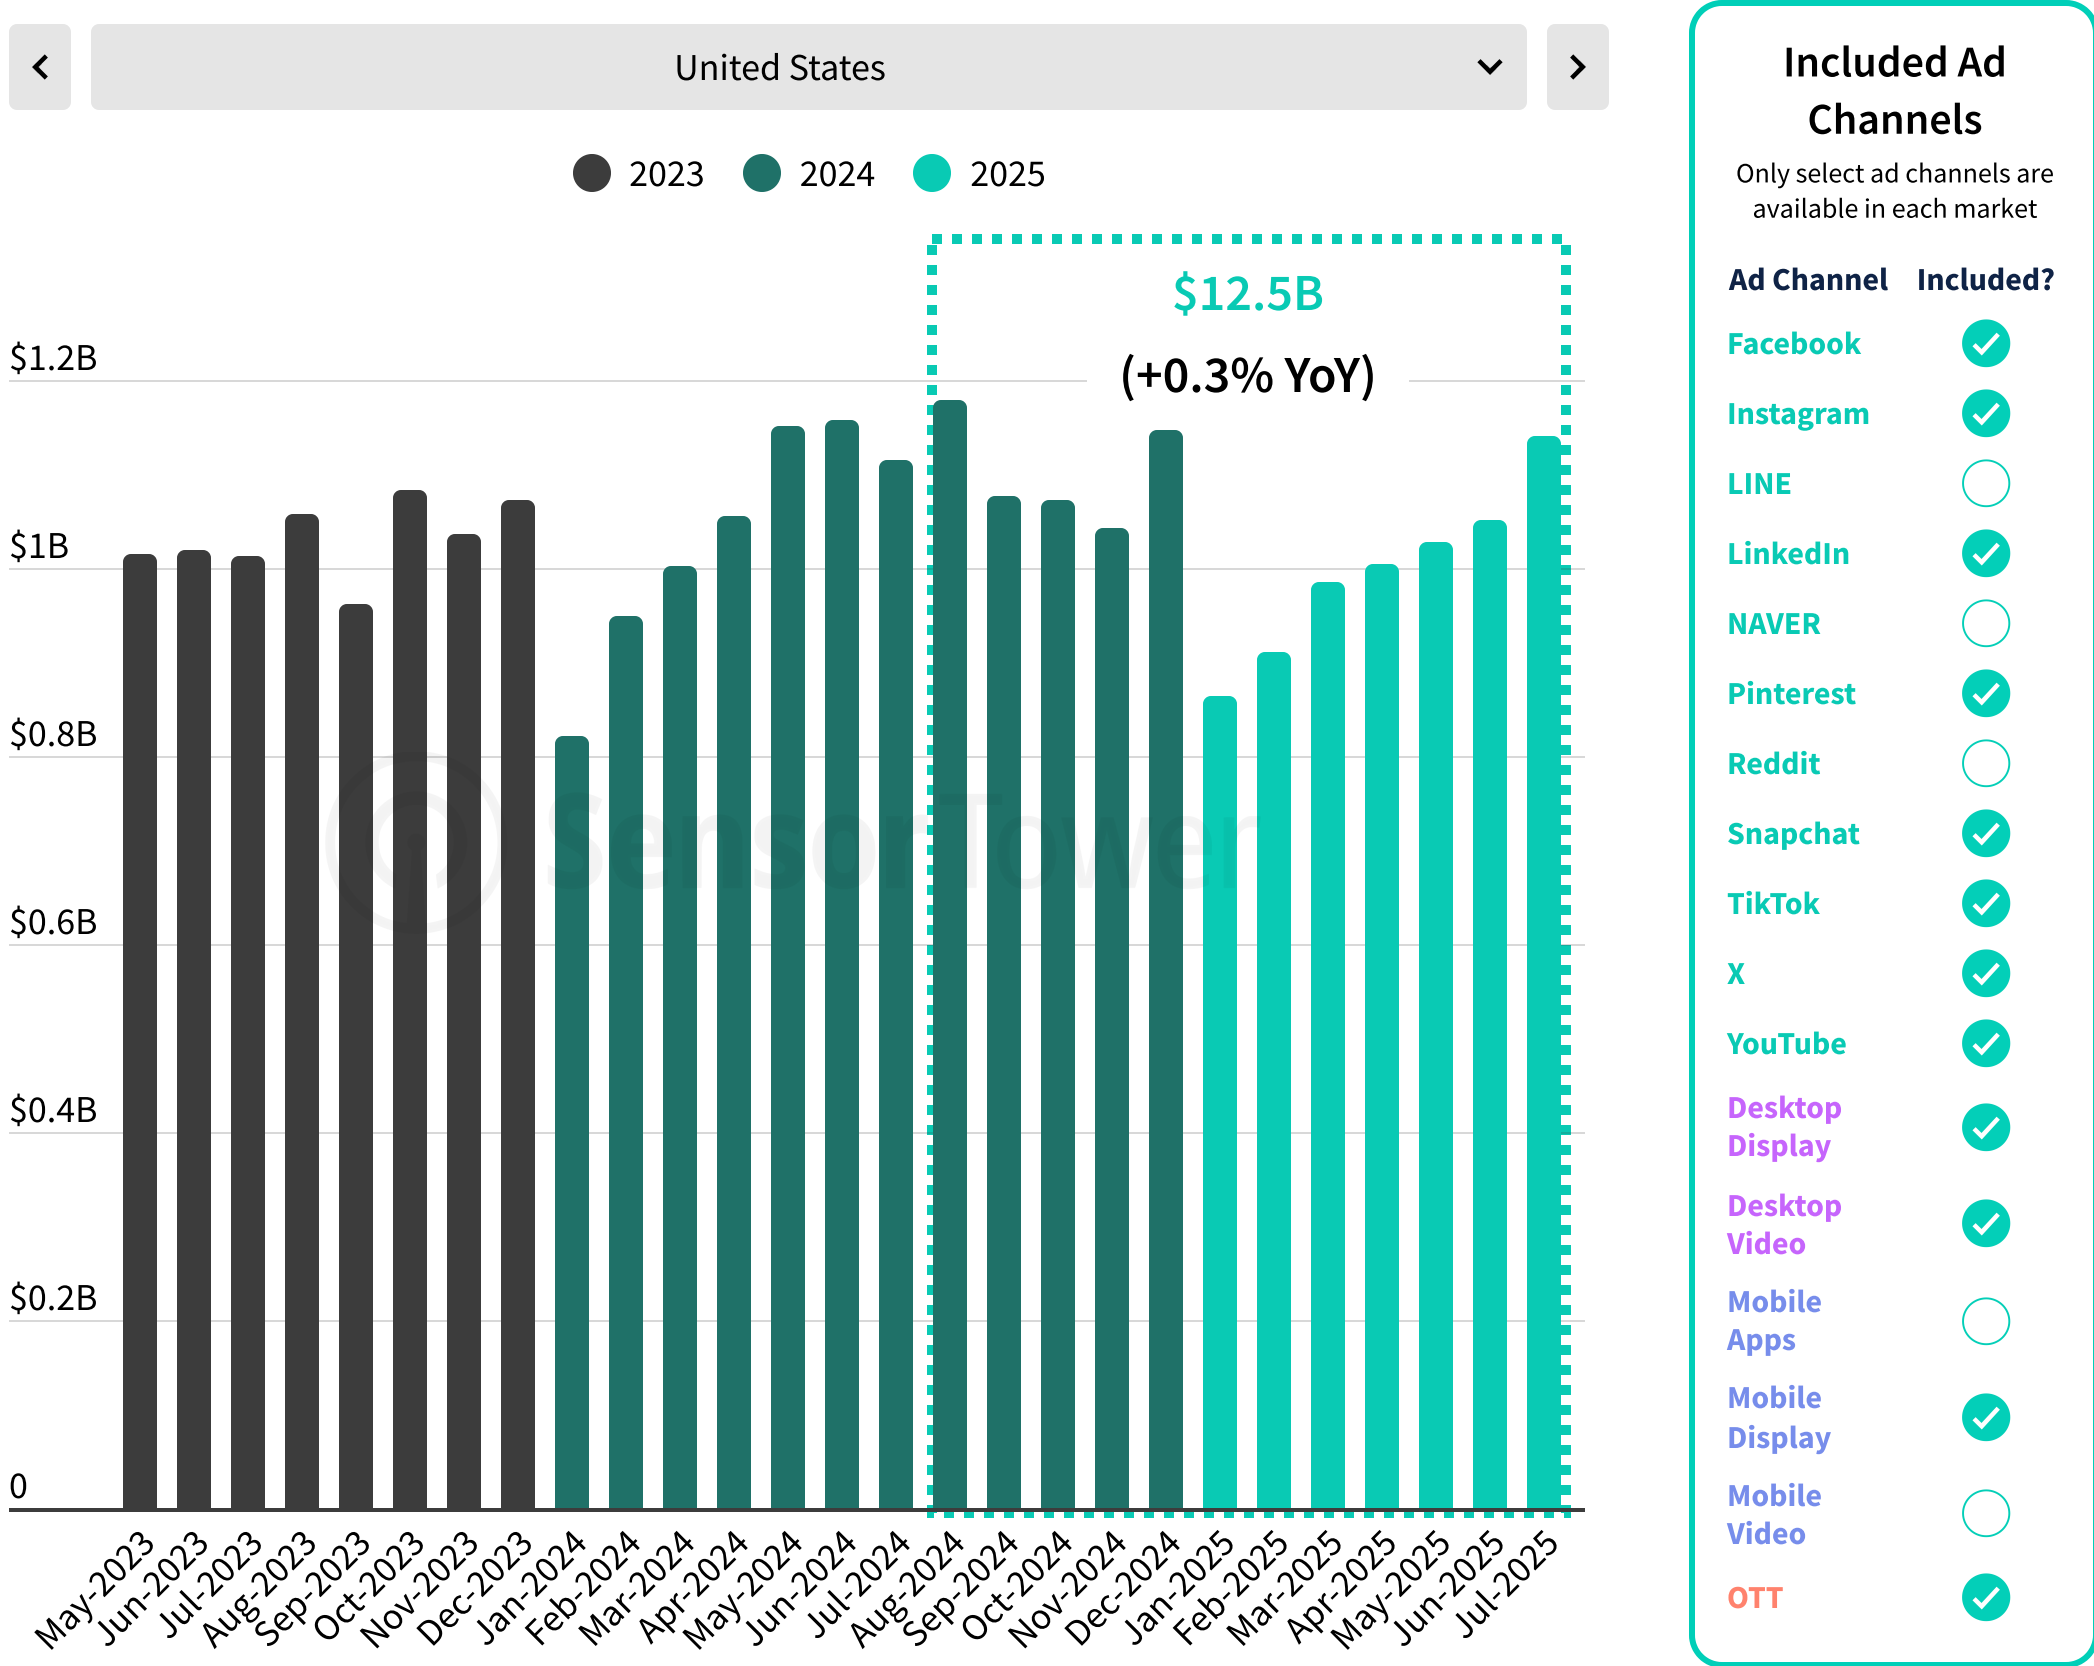 United States
2023 2024 2025
$12.5B
(+0.3% YoY)
$1.2B
$1B
$0.8B
$0.6B
$0.4B
$0.2B
0
SensorTower
May-2023
Jun-2023
Jul-2023
Aug-2023
Sep-2023
Oct-2023
Nov-2023
Dec-2023
Jan-2024
Feb-2024
Mar-2024
Apr-2024
May-2024
Jun-2024
Jul-2024
Aug-2024
Sep-2024
Oct-2024
Nov-2024
Dec-2024
Jan-2025
Feb-2025
Mar-2025
Apr-2025
May-2025
Jun-2025
Jul-2025
Included Ad
Channels
Only select ad channels are
available in each market
Ad Channel Included?
Facebook
Instagram
LINE
LinkedIn
NAVER
Pinterest
Reddit
Snapchat
TikTok
X
YouTube
Desktop
Display
Desktop
Video
Mobile
Apps
Mobile
Display
Mobile
Video
OTT